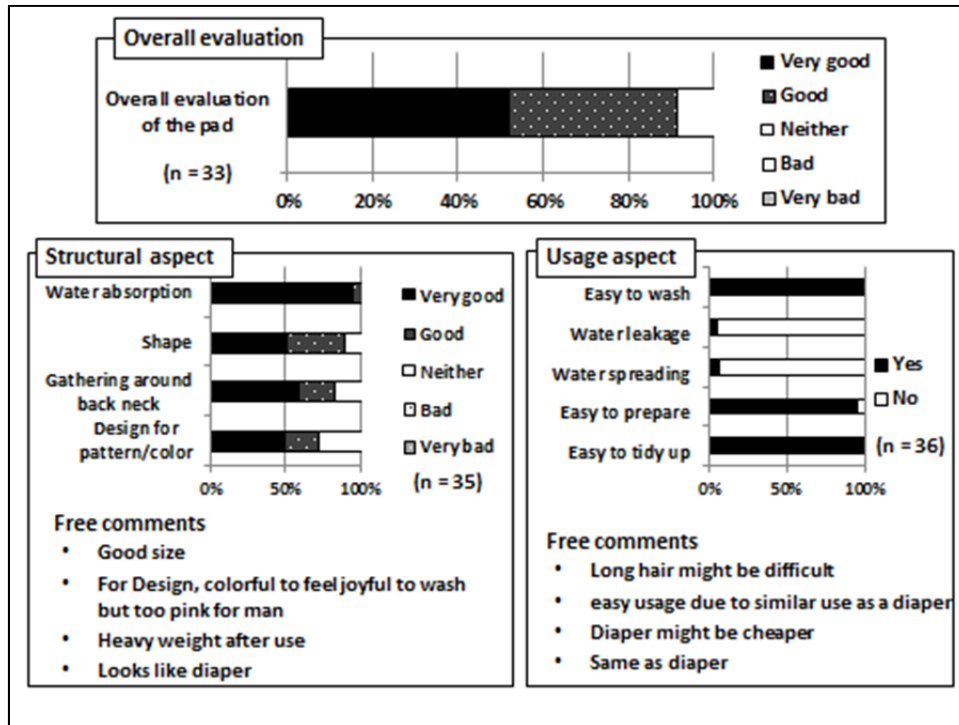 Overall evaluation
Overall evaluation
of the pad
(n = 33)
0% 20% 40% 60% 80% 100%
Very good
Good
Neither
Bad
Very bad
Structural aspect
Water absorption
Shape
Gathering around
back neck
Design for
pattern/color
0% 50% 100%
Very good
Good
Neither
Bad
Very bad
(n = 35)
Free comments
• Good size
• For Design, colorful to feel joyful to wash
but too pink for man
• Heavy weight after use
• Looks like diaper
Usage aspect
Easy to wash
Water leakage
Water spreading
Easy to prepare
Easy to tidy up
0% 50% 100%
Yes
No
(n = 36)
Free comments
• Long hair might be difficult
• easy usage due to similar use as a diaper
• Diaper might be cheaper
• Same as diaper